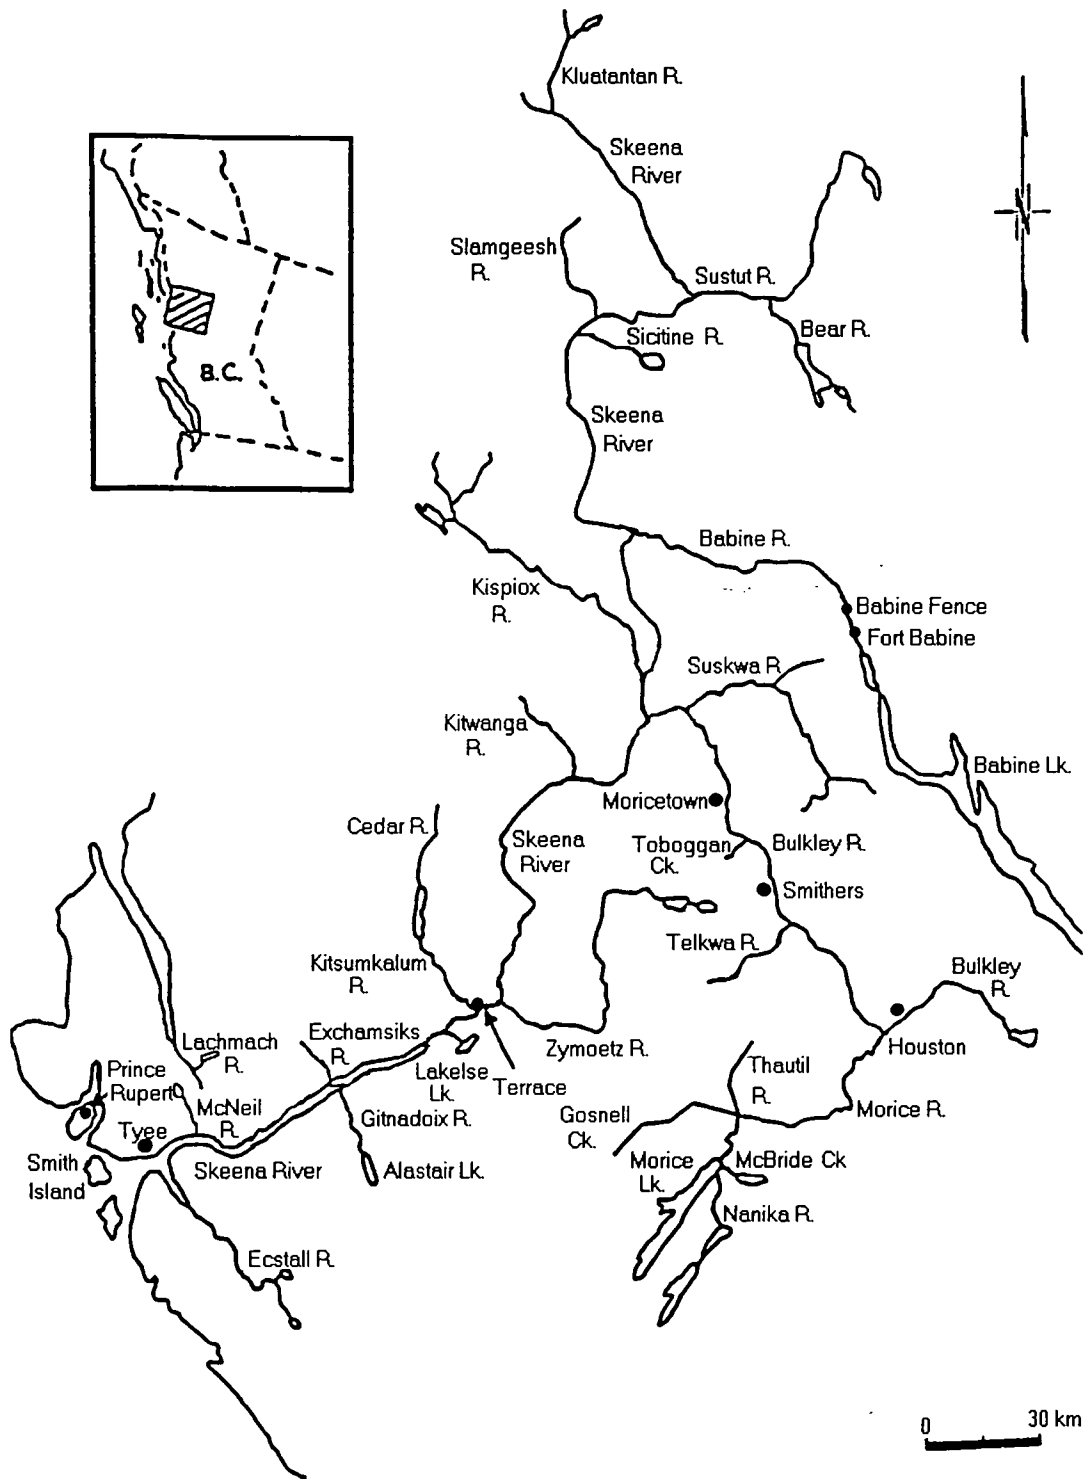 Kluatantan R.
Skeena
River
Slamgeesh
R.
Sustut R.
Sicitine R.
Bear R.
B.C.
Skeena
River
Babine R.
Kispiox
R.
Babine Fence
Fort Babine
Suskwa R
Kitwanga
R.
Babine Lk.
Moricetown
Cedar R.
Skeena
River
Toboggan
Ck.
Bulkley R.
Smithers
Telkwa R.
Kitsumkalum
R.
Bulkley
R.
Exchamsiks
R.
Lachmach
R.
Zymoetz R.
Houston
Prince
Rupert
Lakelse
Lk.
Terrace
Thautil
R.
McNeil
R.
Gitnadoix R.
Gosnell
Ck.
Morice R.
Tyee
Smith
Island
Skeena River
Alastair Lk.
Morice
Lk.
McBride Ck
Nanika R.
Ecstall R.
0 30 km